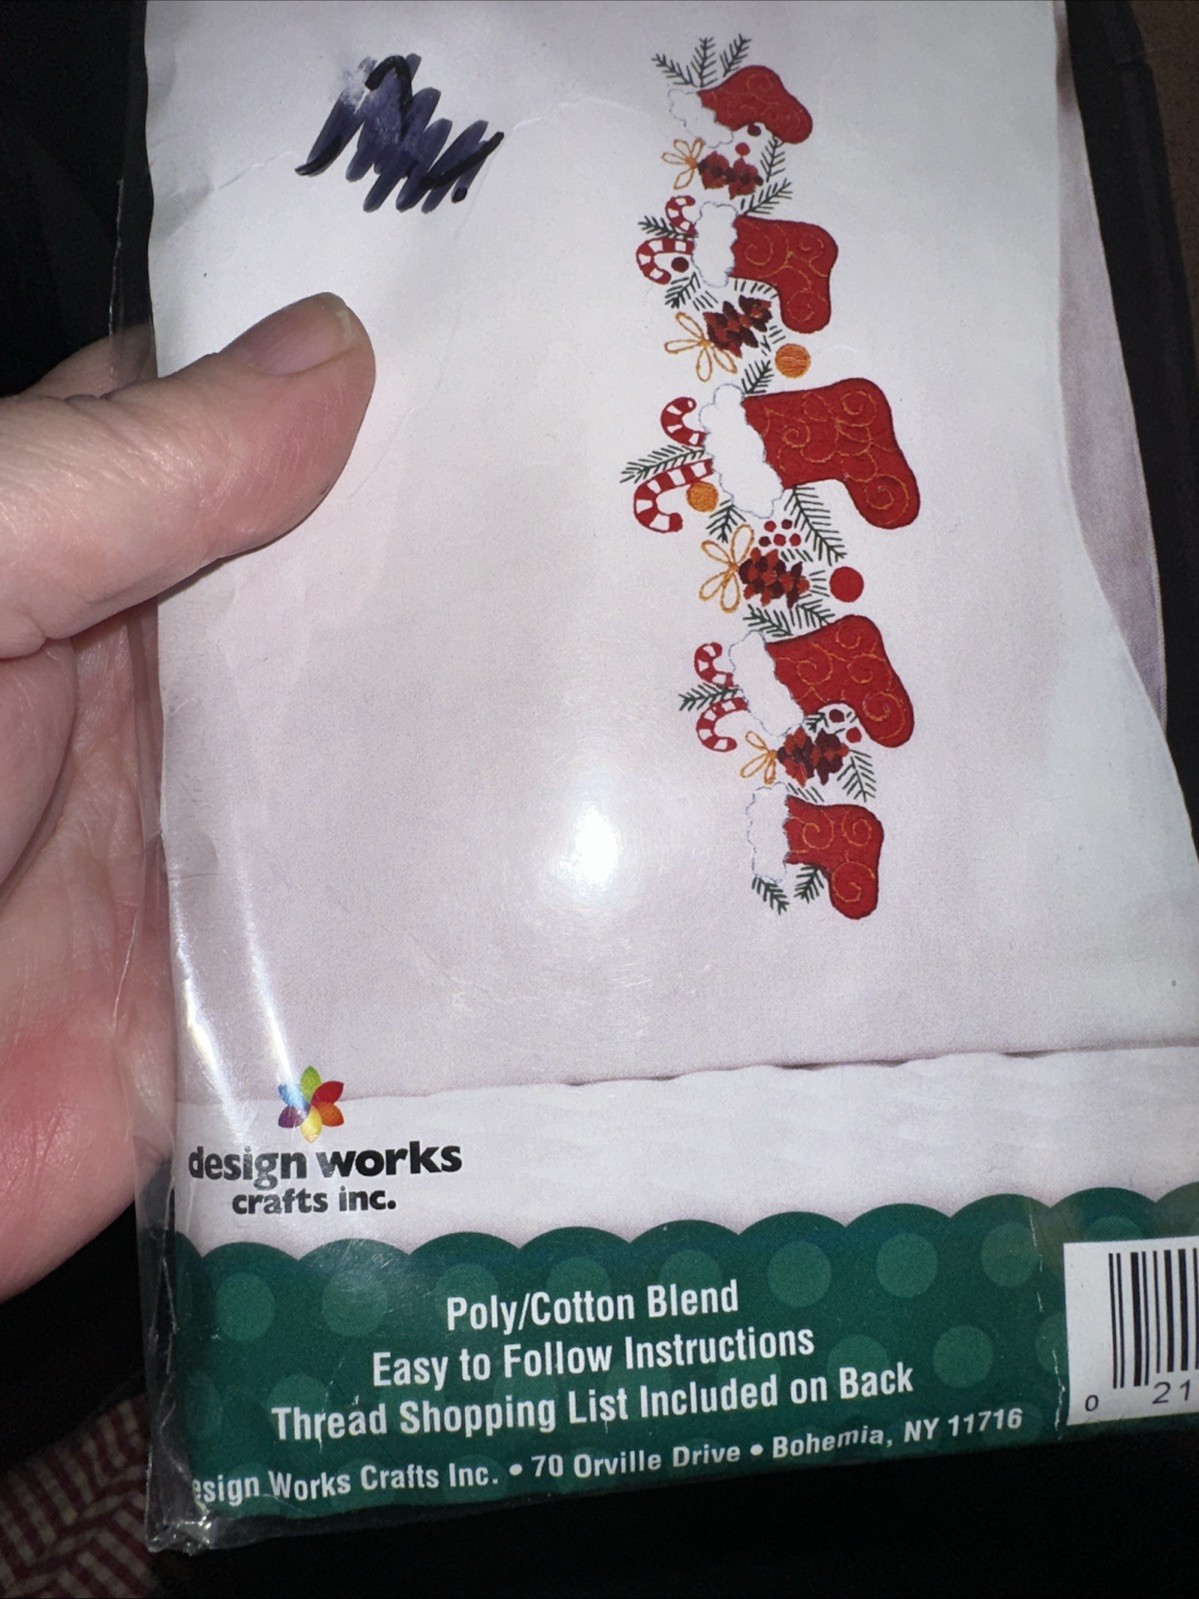 design works
crafts inc.
Poly/Cotton Blend
Easy to Follow Instructions
Thread Shopping List Included on Back
esign Works Crafts Inc. • 70 Orville Drive • Bohemia, NY 11716
0 21